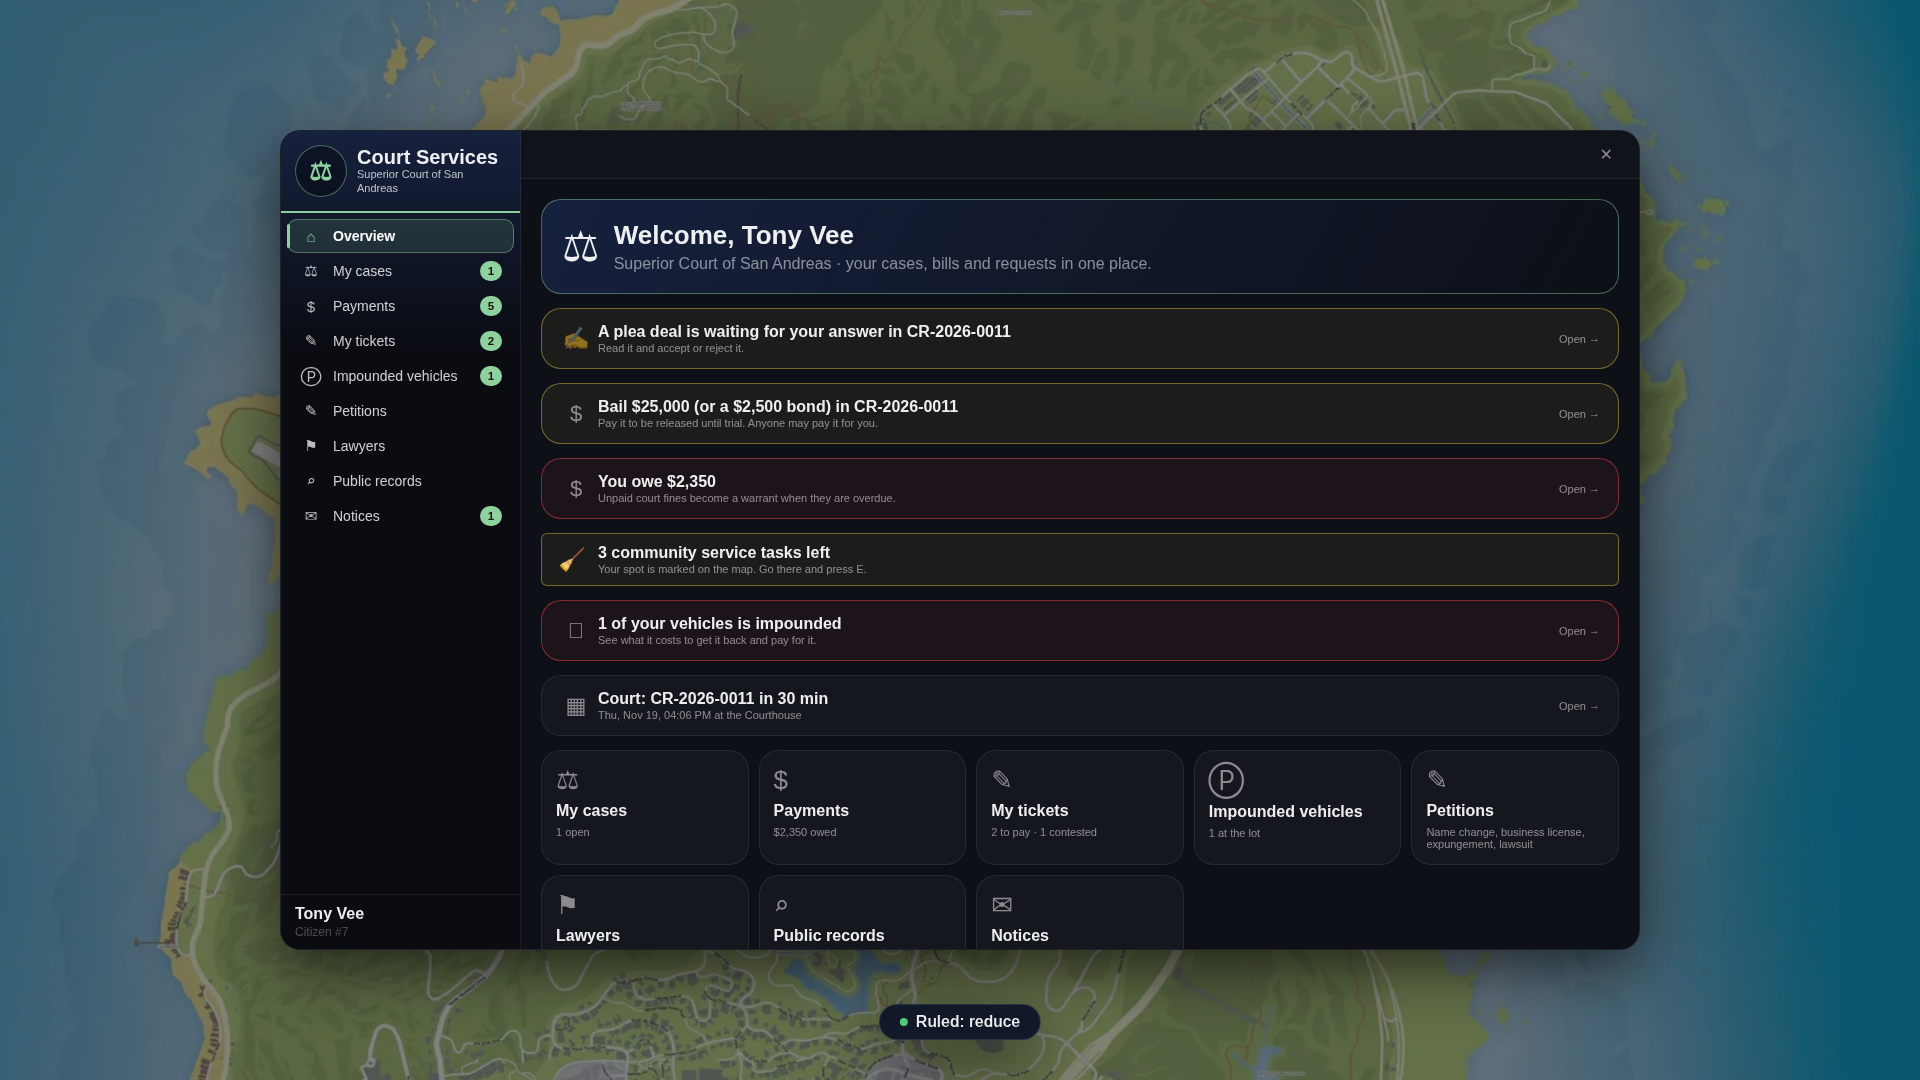 Court Services
Superior Court of San
Andreas
Overview
My cases 1
$ Payments 5
My tickets 2
Ⓟ Impounded vehicles 1
Petitions
Lawyers
Public records
Notices 1
Tony Vee
Citizen #7
✕
Welcome, Tony Vee
Superior Court of San Andreas · your cases, bills and requests in one place.
A plea deal is waiting for your answer in CR-2026-0011
Read it and accept or reject it.
Open →
$ Bail $25,000 (or a $2,500 bond) in CR-2026-0011
Pay it to be released until trial. Anyone may pay it for you.
Open →
$ You owe $2,350
Unpaid court fines become a warrant when they are overdue.
Open →
3 community service tasks left
Your spot is marked on the map. Go there and press E.
1 of your vehicles is impounded
See what it costs to get it back and pay for it.
Open →
Court: CR-2026-0011 in 30 min
Thu, Nov 19, 04:06 PM at the Courthouse
Open →
My cases
1 open
$
Payments
$2,350 owed
My tickets
2 to pay · 1 contested
Ⓟ
Impounded vehicles
1 at the lot
Petitions
Name change, business license,
expungement, lawsuit
Lawyers
Public records
Notices
Ruled: reduce